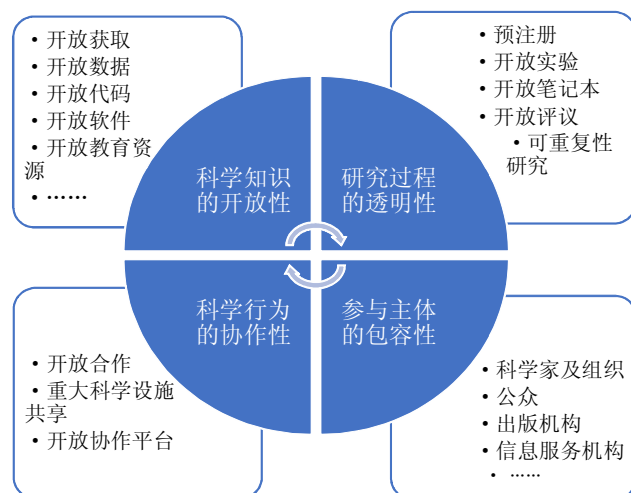 • 开放获取
• 开放数据
• 开放代码
• 开放软件
• 开放教育资
源
• ……
• 预注册
• 开放实验
• 开放笔记本
• 开放评议
• 可重复性
研究
科学知识
的开放性
研究过程
的透明性
科学行为
的协作性
参与主体
的包容性
• 开放合作
• 重大科学设施
共享
• 开放协作平台
• 科学家及组织
• 公众
• 出版机构
• 信息服务机构
• ……